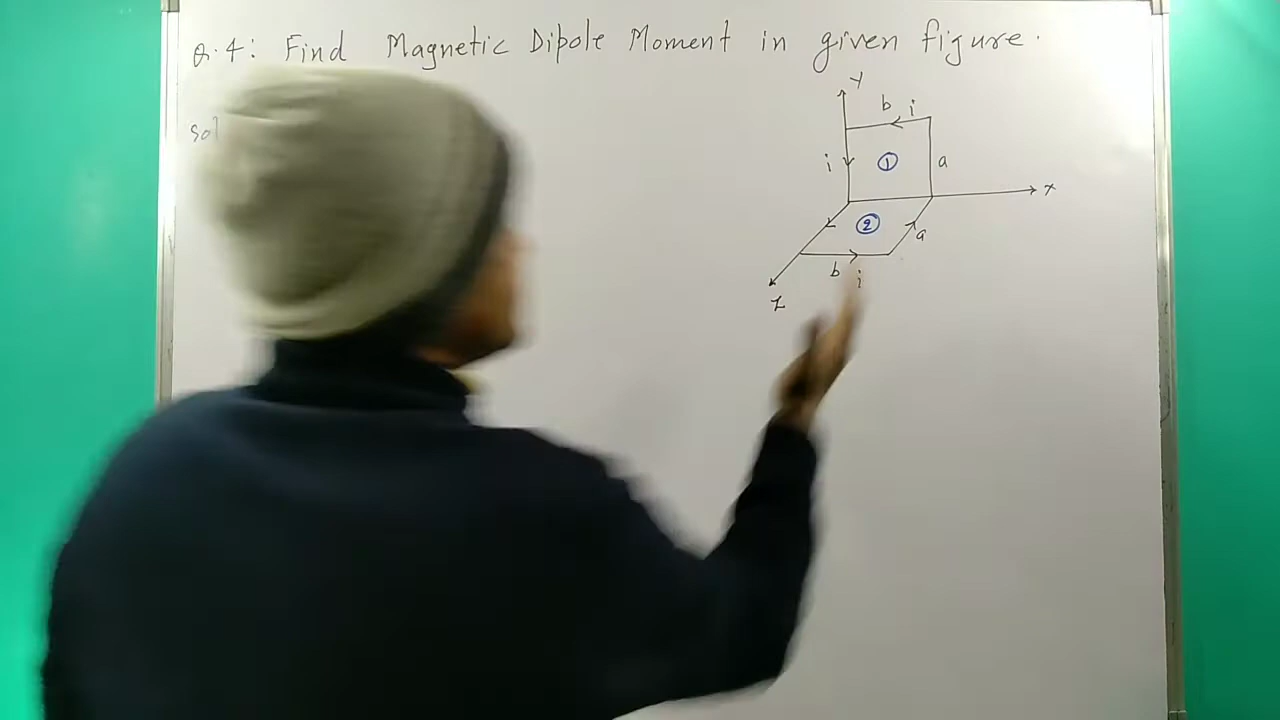 Q.4: Find Magnetic Dipole Moment in given figure.
sol
Y
b i
i ① a
x
② a
b i
z